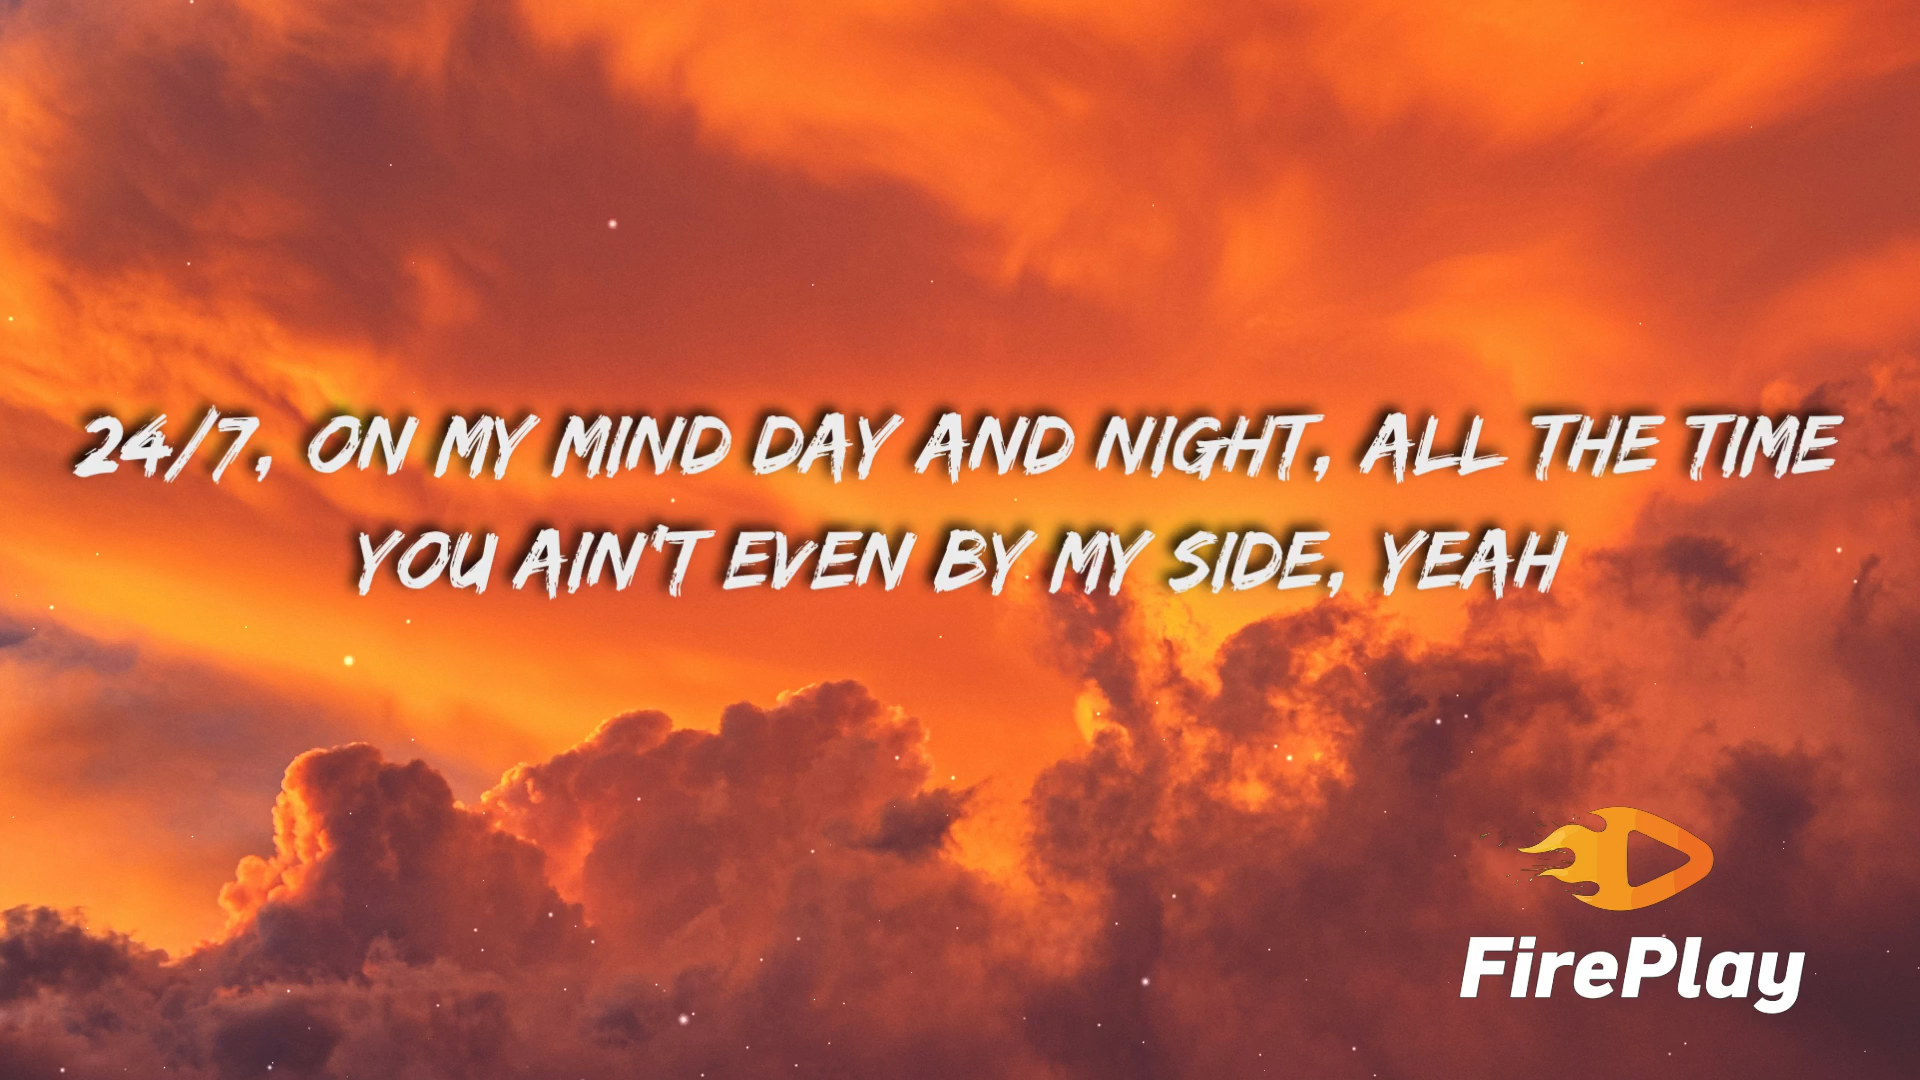 24/7, ON MY MIND DAY AND NIGHT, ALL THE TIME
YOU AIN'T EVEN BY MY SIDE, YEAH
FirePlay